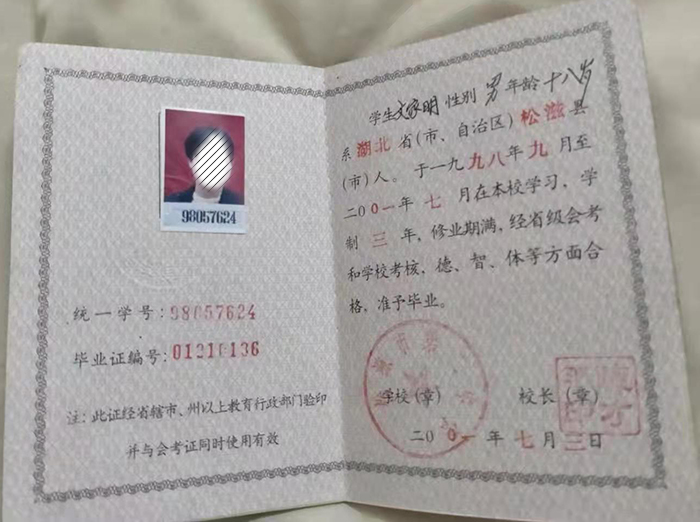 98057624
统一学号:98057624
毕业证编号:01210136
注:此证经省辖市、州以上教育行政部门验印
并与会考证同时使用有效
学生文家明 性别 男 年龄 十八岁
系 湖北 省(市、自治区) 松滋 县
(市)人。于一九九八年九月至
二00一年 七 月在本校学习,学
制 三 年,修业期满,经省级会考
和学校考核,德、智、体等方面合
格,准予毕业。
学校(章) 校长(章)
二00一年七月三日